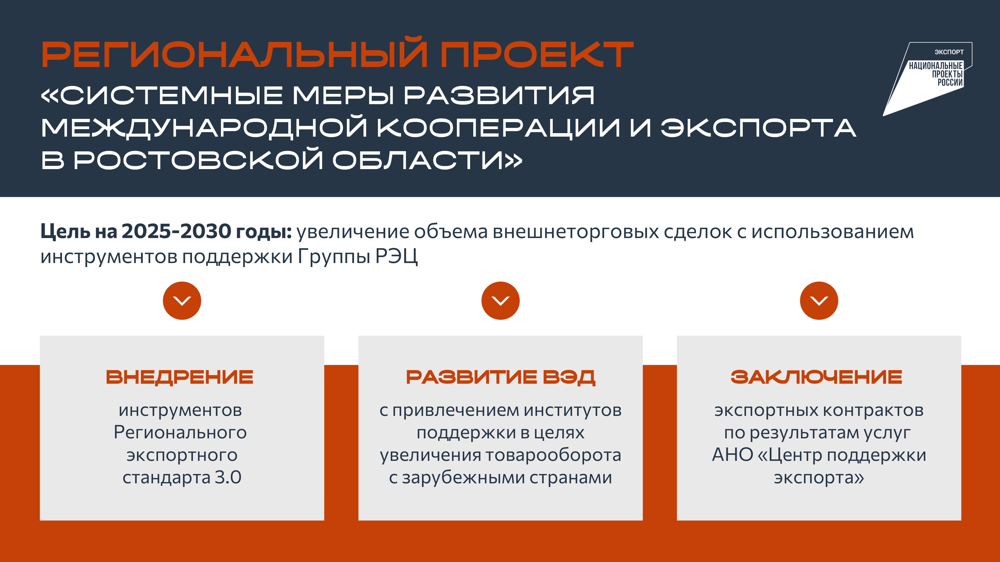 РЕГИОНАЛЬНЫЙ ПРОЕКТ
«СИСТЕМНЫЕ МЕРЫ РАЗВИТИЯ
МЕЖДУНАРОДНОЙ КООПЕРАЦИИ И ЭКСПОРТА
В РОСТОВСКОЙ ОБЛАСТИ»
ЭКСПОРТ
НАЦИОНАЛЬНЫЕ
ПРОЕКТЫ
РОССИИ
Цель на 2025-2030 годы: увеличение объема внешнеторговых сделок с использованием
инструментов поддержки Группы РЭЦ
ВНЕДРЕНИЕ
инструментов
Регионального
экспортного
стандарта 3.0
РАЗВИТИЕ ВЭД
с привлечением институтов
поддержки в целях
увеличения товарооборота
с зарубежными странами
ЗАКЛЮЧЕНИЕ
экспортных контрактов
по результатам услуг
АНО «Центр поддержки
экспорта»